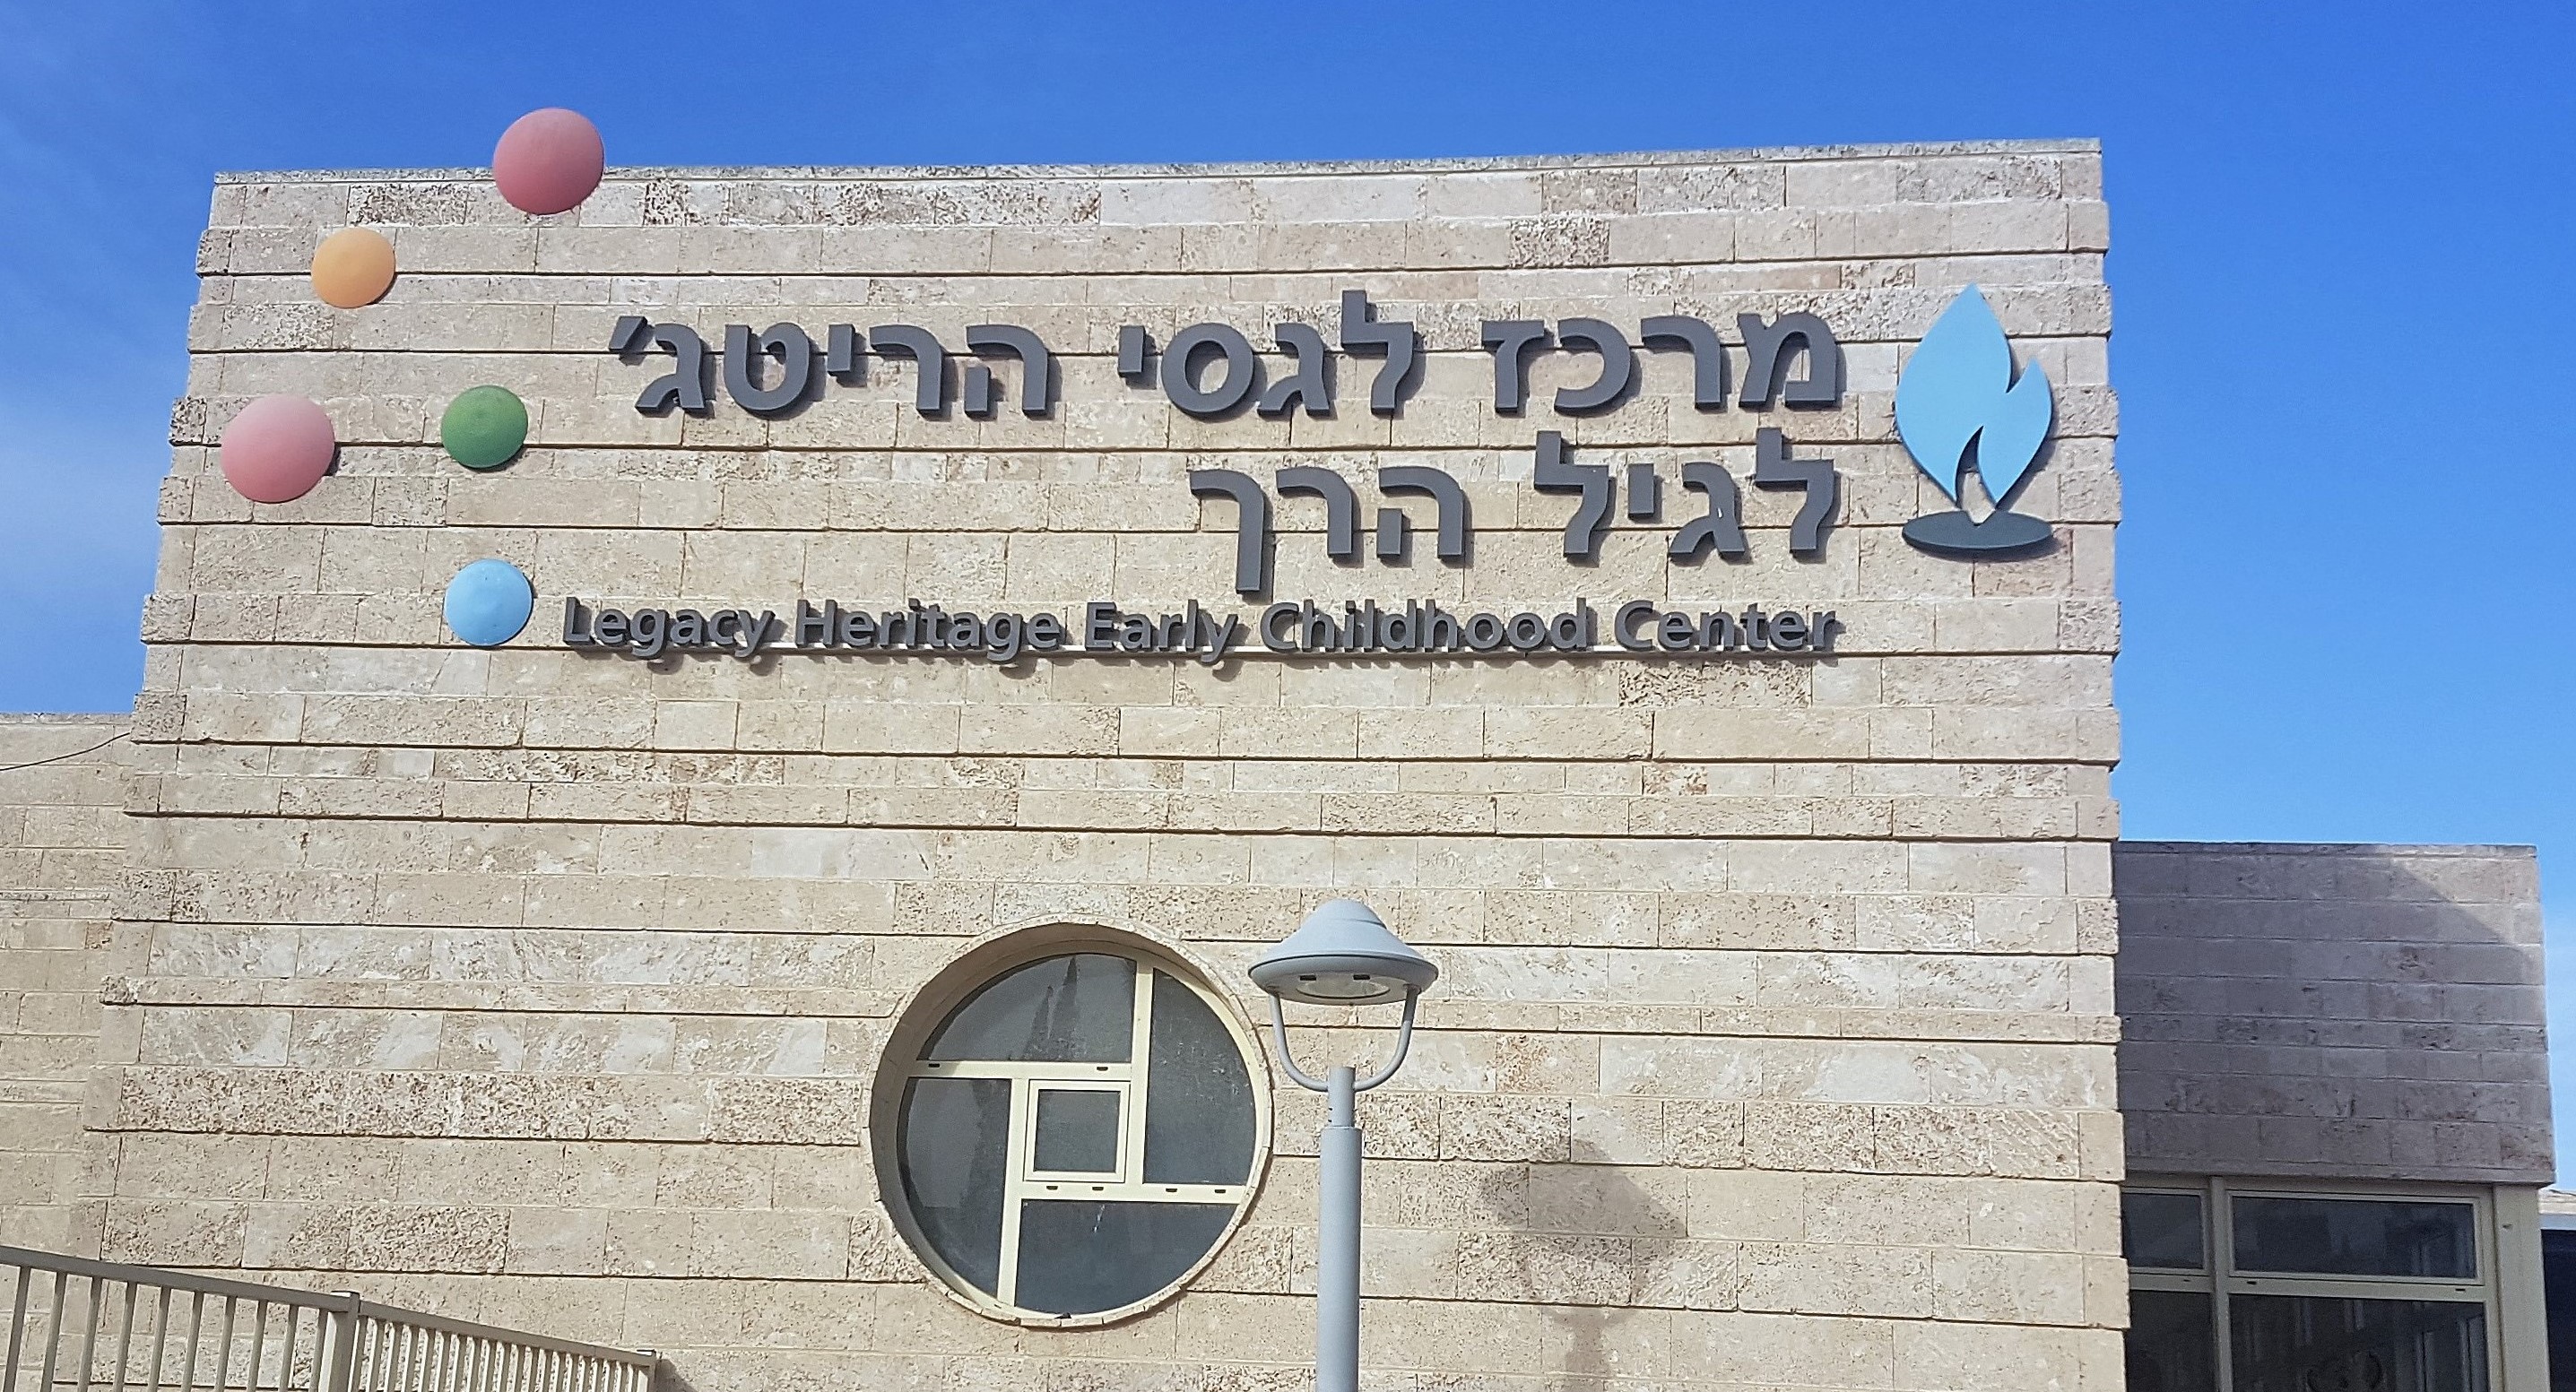 מרכז לגסי הריטג׳
לגיל הרך
Legacy Heritage Early Childhood Center